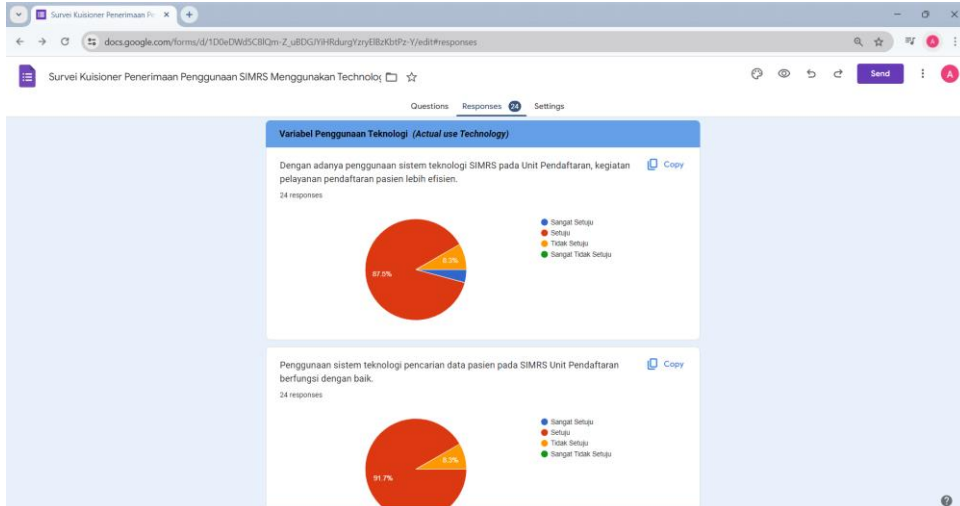 Survei Kuisioner Penerimaan Pe
docs.google.com/forms/d/1D0eDWd5C8lQm-Z_uBDGJYiHRdurgYzryElBzKbtPz-Y/edit#responses
A
Survei Kuisioner Penerimaan Penggunaan SIMRS Menggunakan Technolog
Send
A
Questions Responses 24 Settings
Variabel Penggunaan Teknologi (Actual use Technology)
Dengan adanya penggunaan sistem teknologi SIMRS pada Unit Pendaftaran, kegiatan
pelayanan pendaftaran pasien lebih efisien.
Copy
24 responses
Sangat Setuju
Setuju
Tidak Setuju
Sangat Tidak Setuju
8.3%
87.5%
Penggunaan sistem teknologi pencarian data pasien pada SIMRS Unit Pendaftaran
berfungsi dengan baik.
Copy
24 responses
Sangat Setuju
Setuju
Tidak Setuju
Sangat Tidak Setuju
8.3%
91.7%